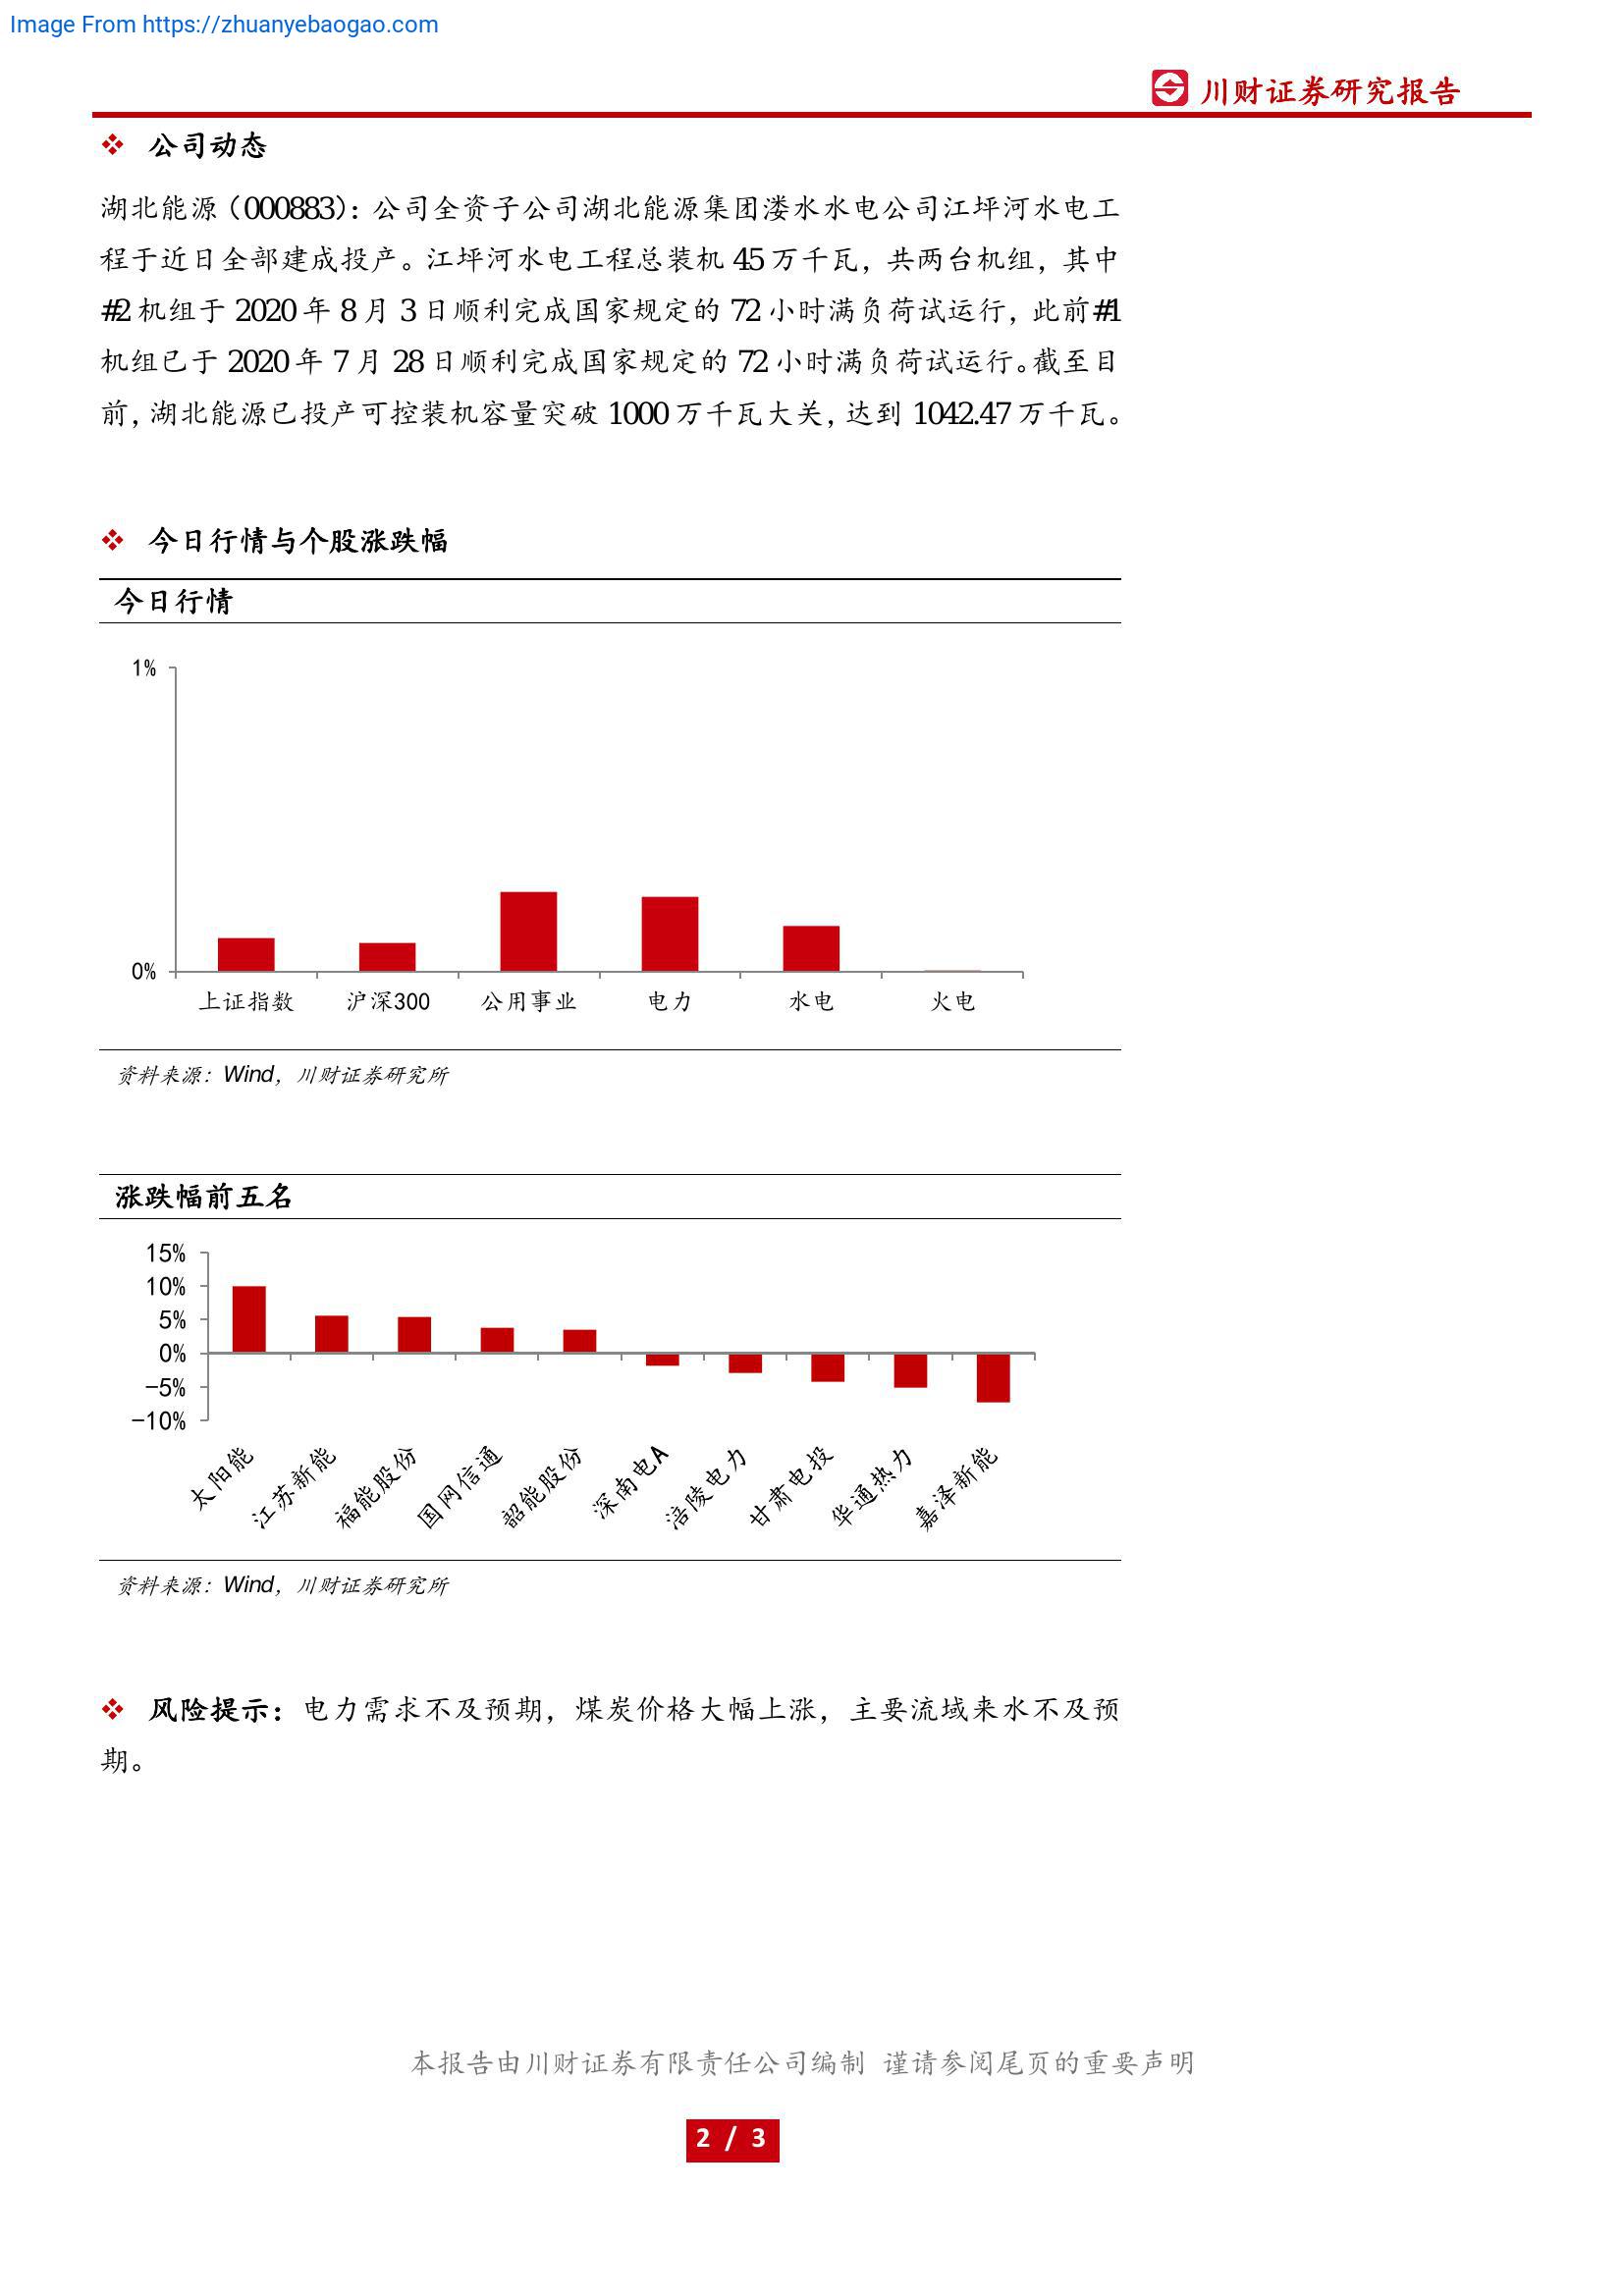 Image From https://zhuanyebaogao.com
川财证券研究报告
❖ 公司动态
湖北能源（000883）：公司全资子公司湖北能源集团溇水水电公司江坪河水电工
程于近日全部建成投产。江坪河水电工程总装机 45 万千瓦，共两台机组，其中
#2 机组于 2020 年 8 月 3 日顺利完成国家规定的 72 小时满负荷试运行，此前#1
机组已于 2020 年 7 月 28 日顺利完成国家规定的 72 小时满负荷试运行。截至目
前，湖北能源已投产可控装机容量突破 1000 万千瓦大关，达到 1042.47 万千瓦。
❖ 今日行情与个股涨跌幅
今日行情
1%
0%
上证指数 沪深300 公用事业 电力 水电 火电
资料来源：Wind，川财证券研究所
涨跌幅前五名
15%
10%
5%
0%
-5%
-10%
太阳能 江苏新能 福能股份 国网信通 韶能股份 深南电A 涪陵电力 甘肃电投 华通热力 嘉泽新能
资料来源：Wind，川财证券研究所
❖ 风险提示：电力需求不及预期，煤炭价格大幅上涨，主要流域来水不及预
期。
本报告由川财证券有限责任公司编制 谨请参阅尾页的重要声明
2 / 3